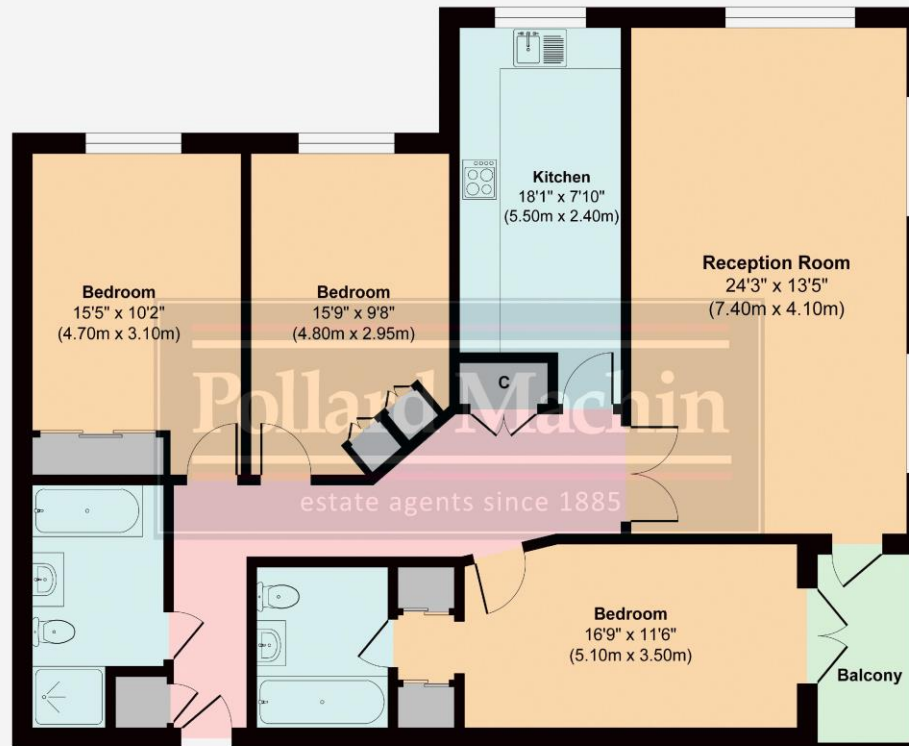 Kitchen
18'1" x 7'10"
(5.50m x 2.40m)
Reception Room
24'3" x 13'5"
(7.40m x 4.10m)
Bedroom
15'5" x 10'2"
(4.70m x 3.10m)
Bedroom
15'9" x 9'8"
(4.80m x 2.95m)
C
Pollard Machin
estate agents since 1885
Bedroom
16'9" x 11'6"
(5.10m x 3.50m)
Balcony